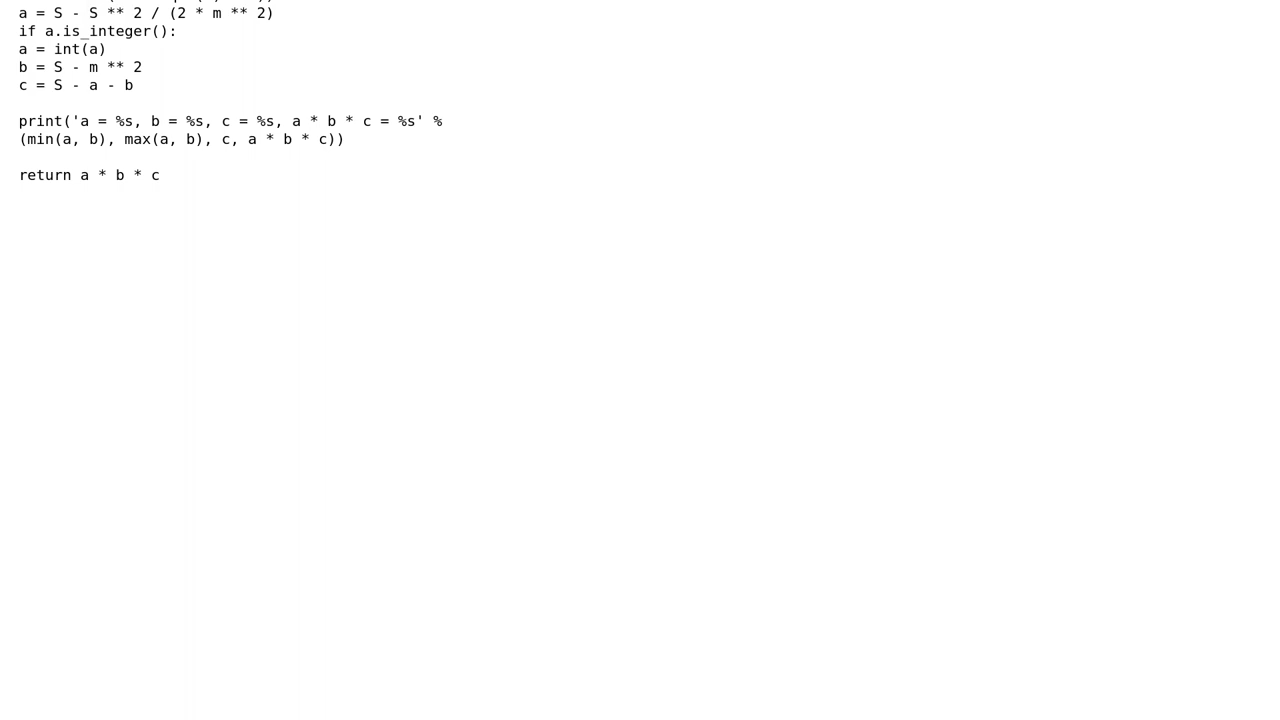 a = S - S ** 2 / (2 * m ** 2)
if a.is_integer():
a = int(a)
b = S - m ** 2
c = S - a - b

print('a = %s, b = %s, c = %s, a * b * c = %s' %
(min(a, b), max(a, b), c, a * b * c))

return a * b * c